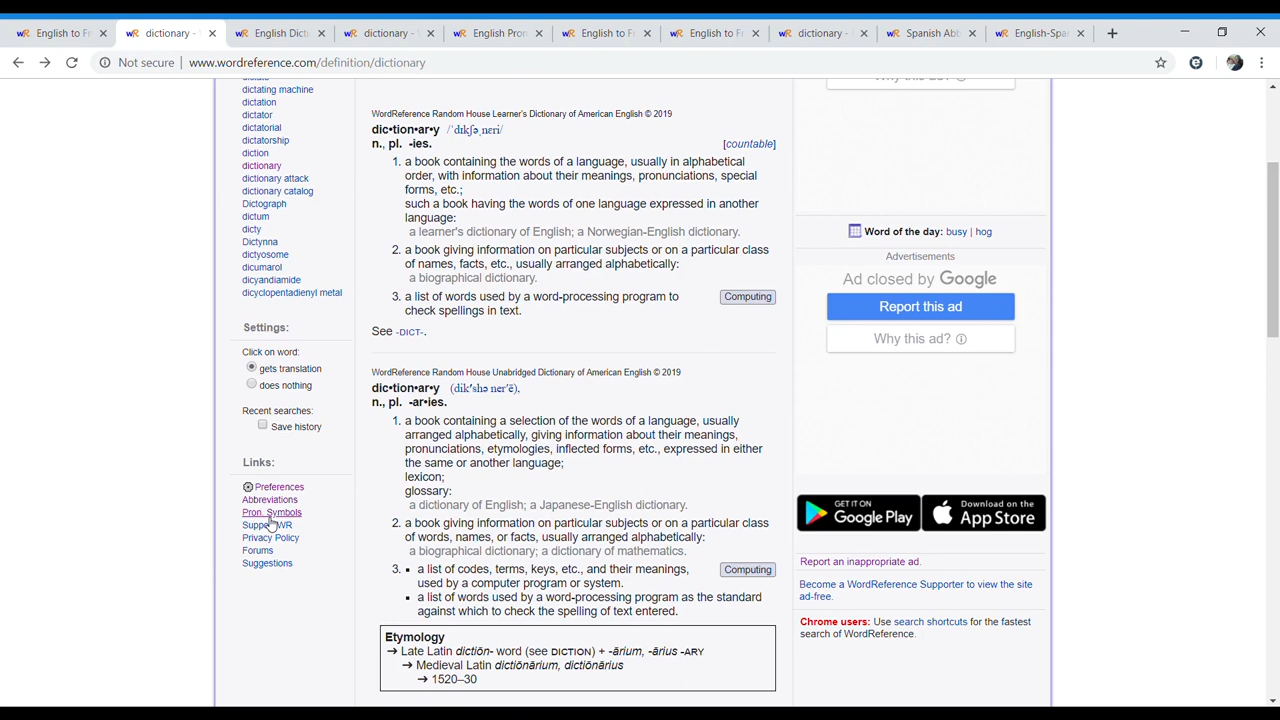 English to Fr
dictionary -
English Dicti
dictionary - V
English Pron
English to Fr
English to Fr
dictionary - V
Spanish Abb
English-Span
Not secure | www.wordreference.com/definition/dictionary
dictating machine
dictation
dictator
dictatorial
dictatorship
diction
dictionary
dictionary attack
dictionary catalog
Dictograph
dictum
dicty
Dictynna
dictyosome
dicumarol
dicyandiamide
dicyclopentadienyl metal
Settings:
Click on word:
gets translation
does nothing
Recent searches:
Save history
Links:
Preferences
Abbreviations
Pron. Symbols
Support WR
Privacy Policy
Forums
Suggestions
WordReference Random House Learner's Dictionary of American English © 2019
dic•tion•ar•y /ˈdɪkʃəˌnɛri/
n., pl. -ies.
[countable]
1. a book containing the words of a language, usually in alphabetical
order, with information about their meanings, pronunciations, special
forms, etc.;
such a book having the words of one language expressed in another
language:
a learner's dictionary of English; a Norwegian-English dictionary.
2. a book giving information on particular subjects or on a particular class
of names, facts, etc., usually arranged alphabetically:
a biographical dictionary.
3. a list of words used by a word-processing program to
check spellings in text.
Computing
See -DICT-.
WordReference Random House Unabridged Dictionary of American English © 2019
dic•tion•ar•y (dik′shə ner′ē),
n., pl. -ar•ies.
1. a book containing a selection of the words of a language, usually
arranged alphabetically, giving information about their meanings,
pronunciations, etymologies, inflected forms, etc., expressed in either
the same or another language;
lexicon;
glossary:
a dictionary of English; a Japanese-English dictionary.
2. a book giving information on particular subjects or on a particular class
of words, names, or facts, usually arranged alphabetically:
a biographical dictionary; a dictionary of mathematics.
3. ▪ a list of codes, terms, keys, etc., and their meanings,
used by a computer program or system.
▪ a list of words used by a word-processing program as the standard
against which to check the spelling of text entered.
Computing
Etymology
➔ Late Latin dictiōn- word (see DICTION) + -ārium, -ārius -ARY
➔ Medieval Latin dictiōnārium, dictiōnārius
➔ 1520–30
Word of the day: busy | hog
Advertisements
Ad closed by Google
Report this ad
Why this ad?
GET IT ON
Google Play
Download on the
App Store
Report an inappropriate ad.
Become a WordReference Supporter to view the site
ad-free.
Chrome users: Use search shortcuts for the fastest
search of WordReference.